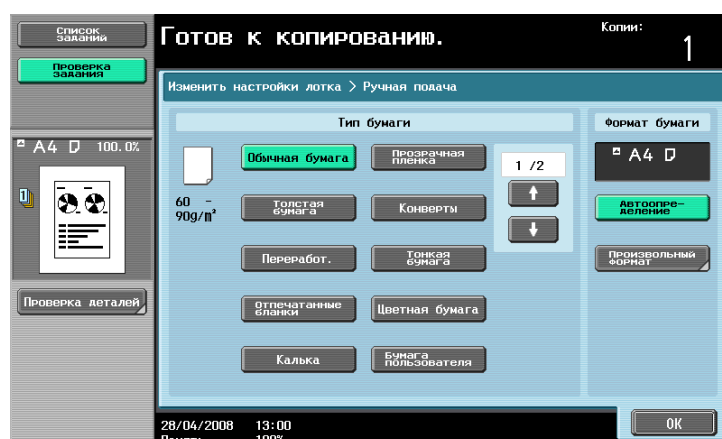 Список
заданий
Готов к копированию.
Копии:
1
Проверка
задания
Изменить настройки лотка > Ручная подача
Тип бумаги
Формат бумаги
A4 100.0%
Обычная бумага
Прозрачная
пленка
1 /2
A4
1
60 -
90g/m²
Толстая
бумага
Конверты
Автоопре-
деление
Переработ.
Тонкая
бумага
Произвольный
формат
Проверка деталей
Отпечатанные
бланки
Цветная бумага
Калька
Бумага
пользователя
28/04/2008 13:00
OK
100%